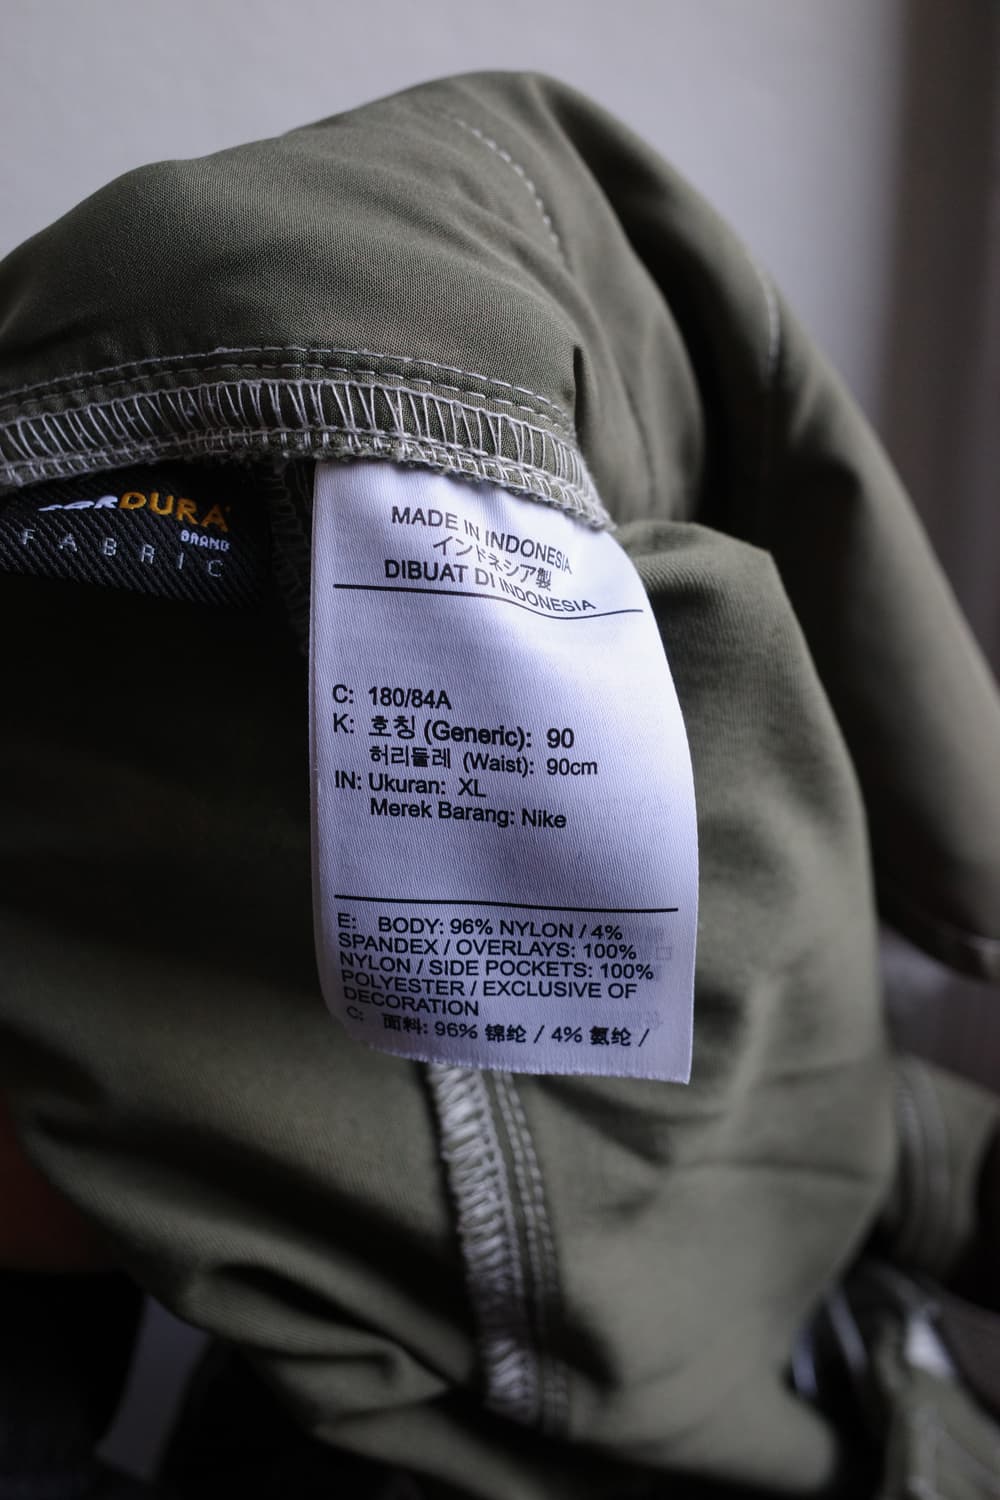 CORDURA
BRAND
FABRIC
MADE IN INDONESIA
インドネシア製
DIBUAT DI INDONESIA
C: 180/84A
K: 호칭 (Generic): 90
허리둘레 (Waist): 90cm
IN: Ukuran: XL
Merek Barang: Nike
E: BODY: 96% NYLON / 4%
SPANDEX / OVERLAYS: 100%
NYLON / SIDE POCKETS: 100%
POLYESTER / EXCLUSIVE OF
DECORATION
C: 面料: 96% 锦纶 / 4% 氨纶 /